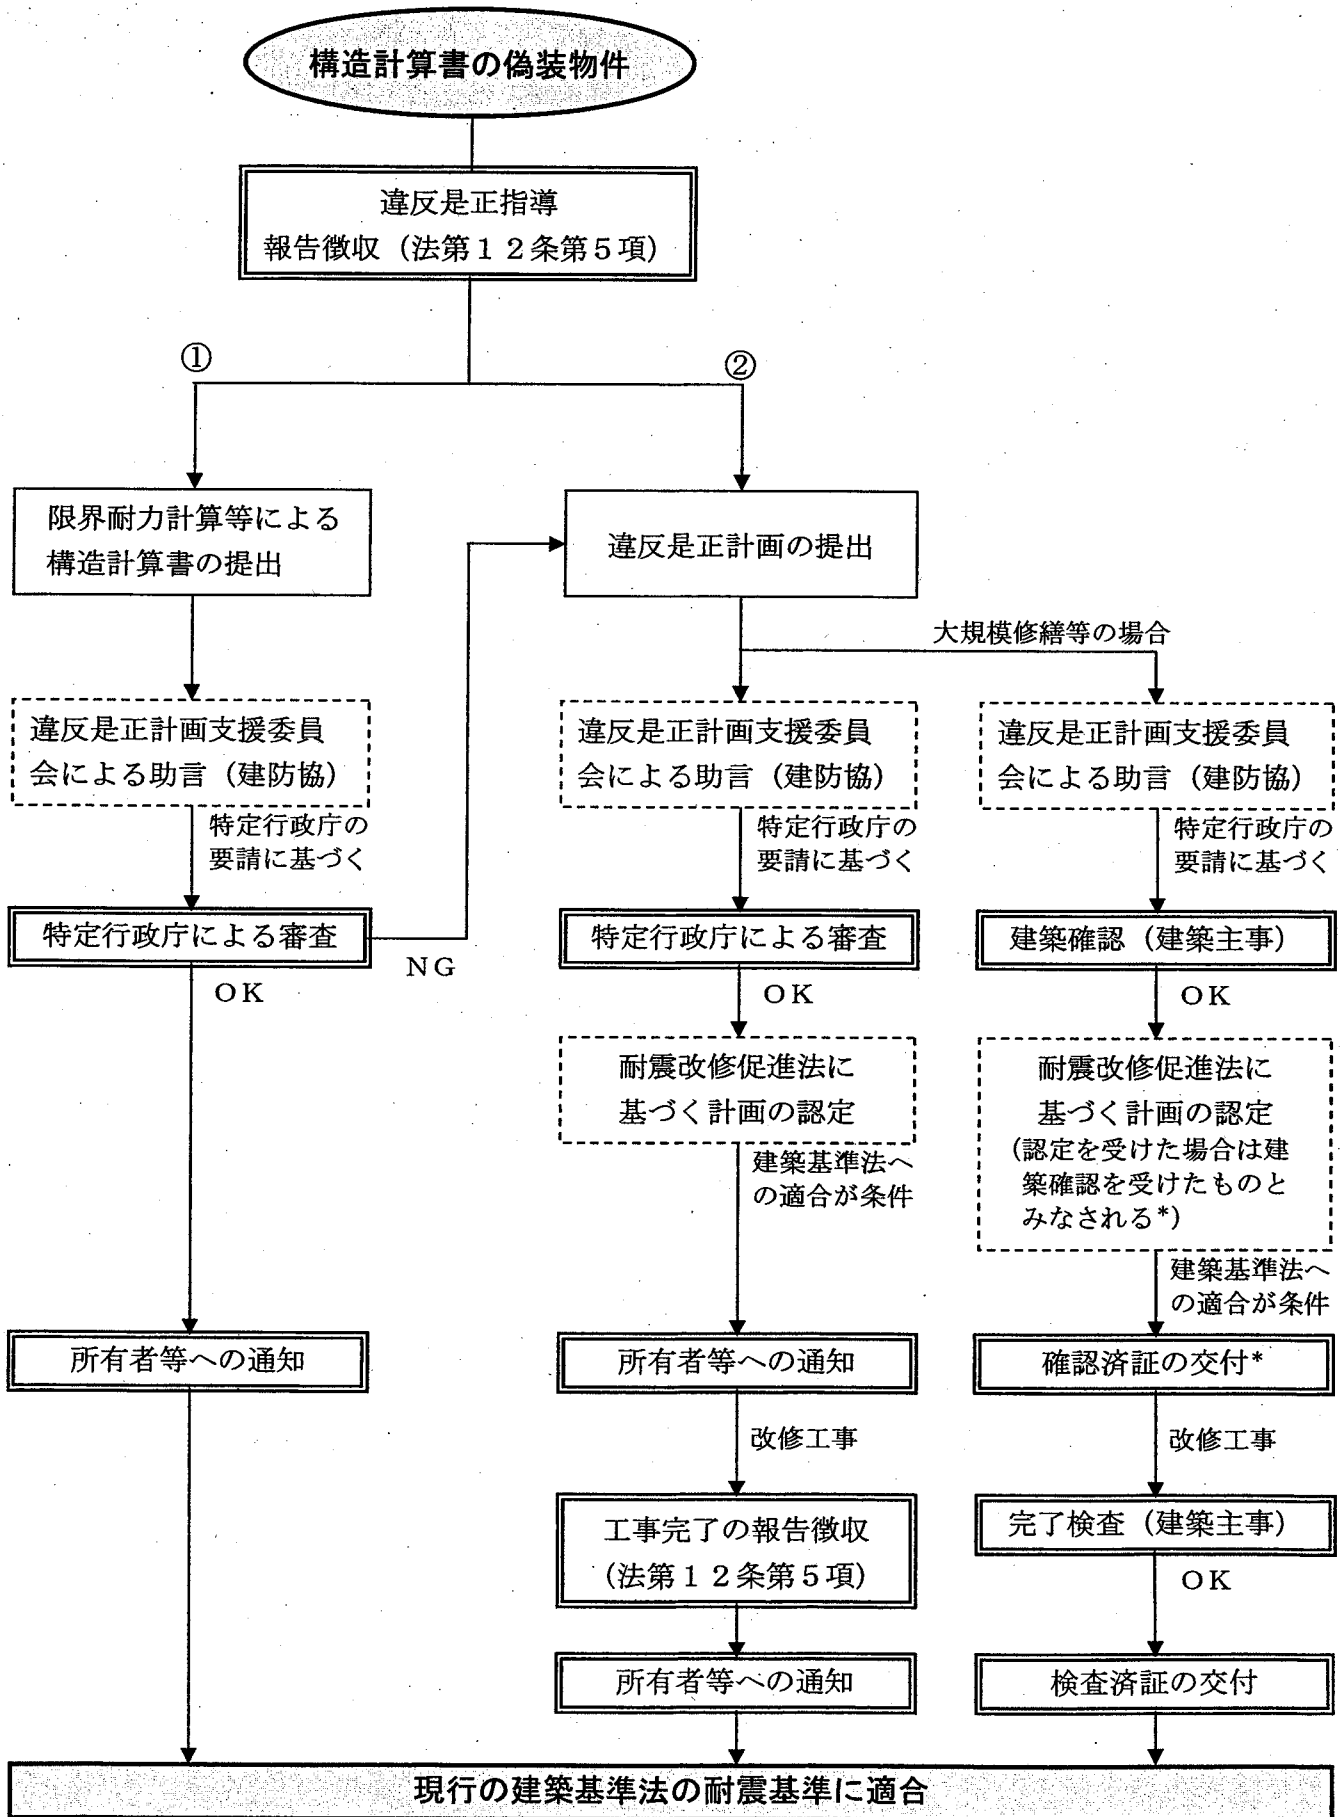 構造計算書の偽装物件
違反是正指導
報告徴収（法第１２条第５項）
①
②
限界耐力計算等による
構造計算書の提出
違反是正計画の提出
大規模修繕等の場合
違反是正計画支援委員
会による助言（建防協）
違反是正計画支援委員
会による助言（建防協）
違反是正計画支援委員
会による助言（建防協）
特定行政庁の
要請に基づく
特定行政庁の
要請に基づく
特定行政庁の
要請に基づく
特定行政庁による審査
特定行政庁による審査
建築確認（建築主事）
NG
OK
OK
OK
耐震改修促進法に
基づく計画の認定
耐震改修促進法に
基づく計画の認定
（認定を受けた場合は建
築確認を受けたものと
みなされる*）
建築基準法へ
の適合が条件
建築基準法へ
の適合が条件
所有者等への通知
所有者等への通知
確認済証の交付*
改修工事
改修工事
工事完了の報告徴収
（法第１２条第５項）
完了検査（建築主事）
OK
所有者等への通知
検査済証の交付
現行の建築基準法の耐震基準に適合